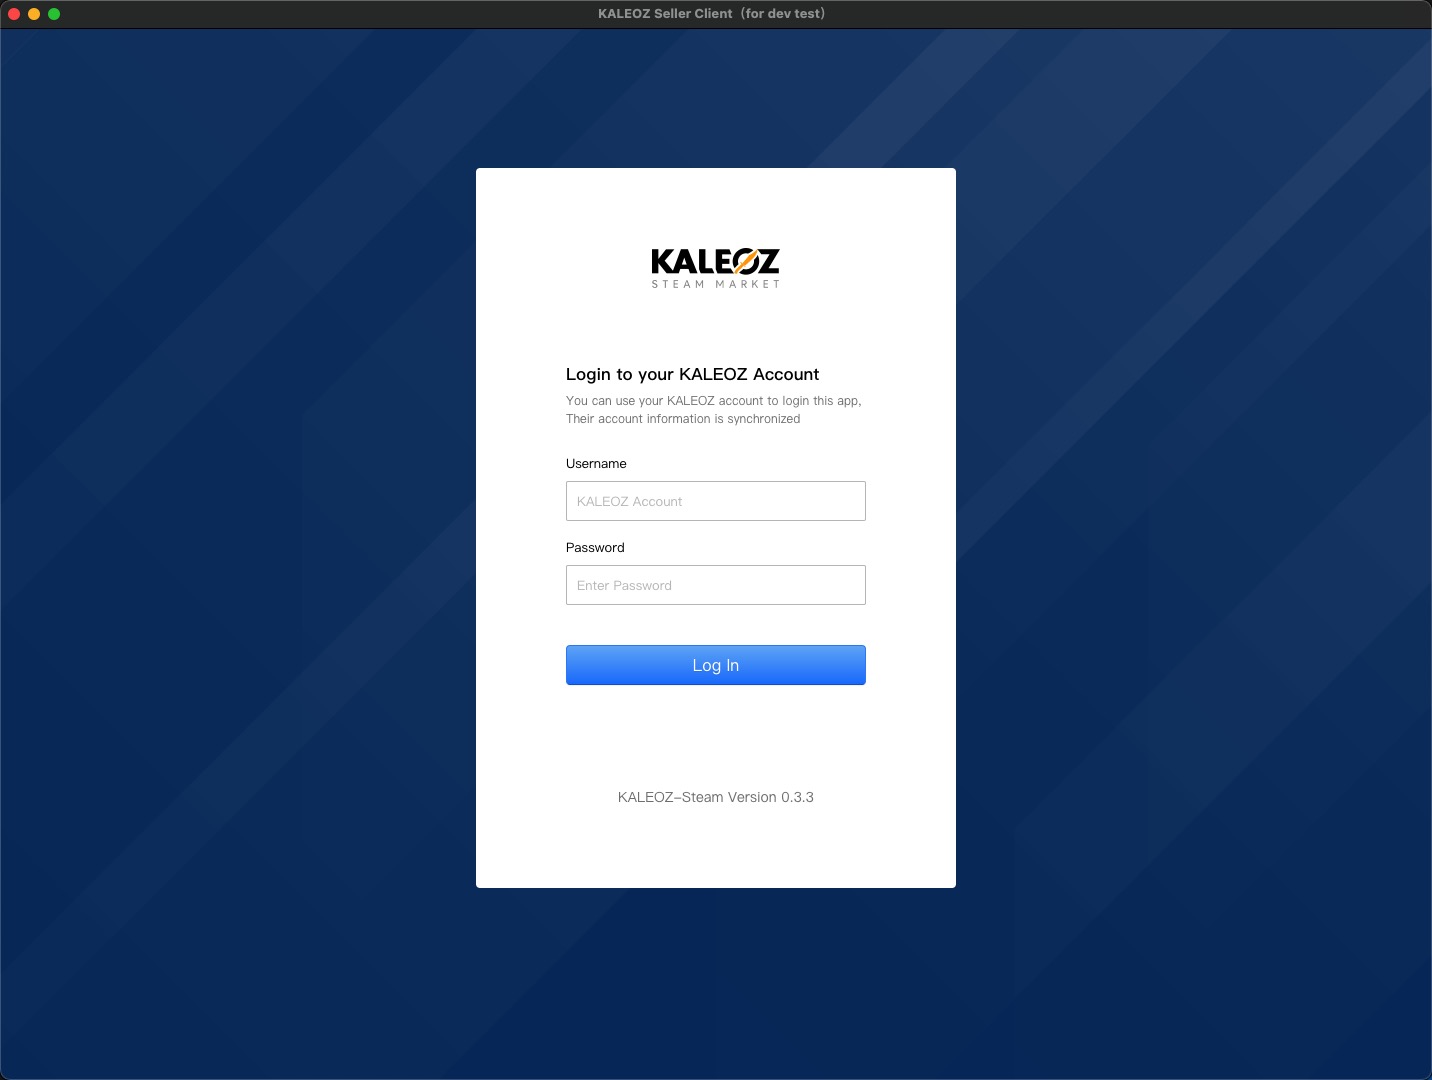 KALEOZ Seller Client（for dev test）
KALEOZ
STEAM MARKET
Login to your KALEOZ Account
You can use your KALEOZ account to login this app,
Their account information is synchronized
Username
KALEOZ Account
Password
Enter Password
Log In
KALEOZ-Steam Version 0.3.3